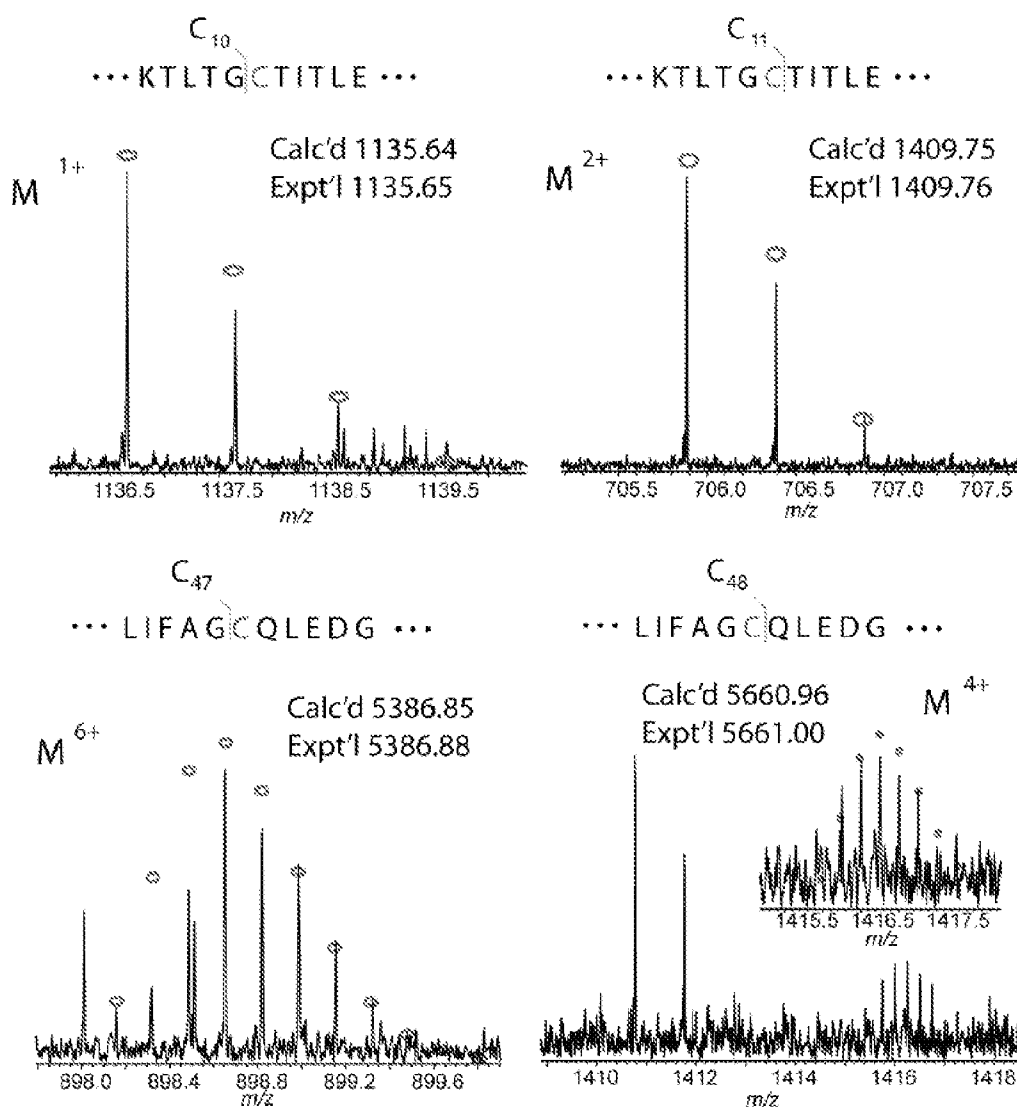 C10
··· KTLTGCTITLE ···
M 1+
Calc'd 1135.64
Expt'l 1135.65
1136.5 1137.5 1138.5 1139.5
m/z
C11
··· KTLTGCTITLE ···
M 2+
Calc'd 1409.75
Expt'l 1409.76
705.5 706.0 706.5 707.0 707.5
m/z
C47
··· LIFAGCQLEDG ···
M 6+
Calc'd 5386.85
Expt'l 5386.88
898.0 898.4 898.8 899.2 899.6
m/z
C48
··· LIFAGCQLEDG ···
Calc'd 5660.96
Expt'l 5661.00
M 4+
1415.5 1416.5 1417.5
m/z
1410 1412 1414 1416 1418
m/z